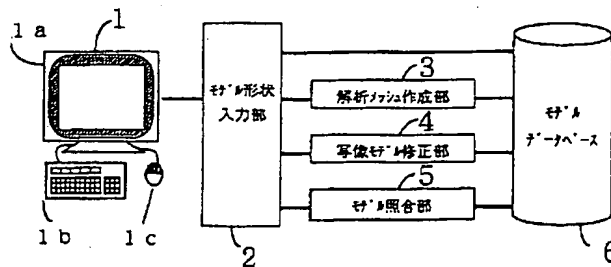 1a
1
1b
1c
モデル形状
入力部
2
3
解析メッシュ作成部
4
写像モデル修正部
5
モデル照合部
モデル
データベース
6